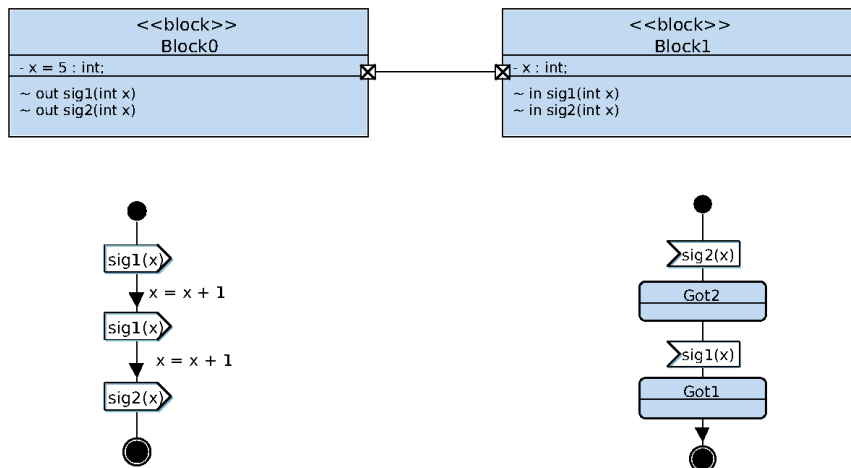 <<block>>
Block0
- x = 5 : int;
~ out sig1(int x)
~ out sig2(int x)
<<block>>
Block1
- x : int;
~ in sig1(int x)
~ in sig2(int x)
sig1(x)
x = x + 1
sig1(x)
x = x + 1
sig2(x)
sig2(x)
Got2
sig1(x)
Got1